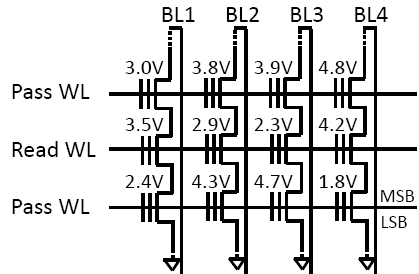 BL1 BL2 BL3 BL4
3.0V 3.8V 3.9V 4.8V
Pass WL
3.5V 2.9V 2.3V 4.2V
Read WL
2.4V 4.3V 4.7V 1.8V
MSB
Pass WL
LSB